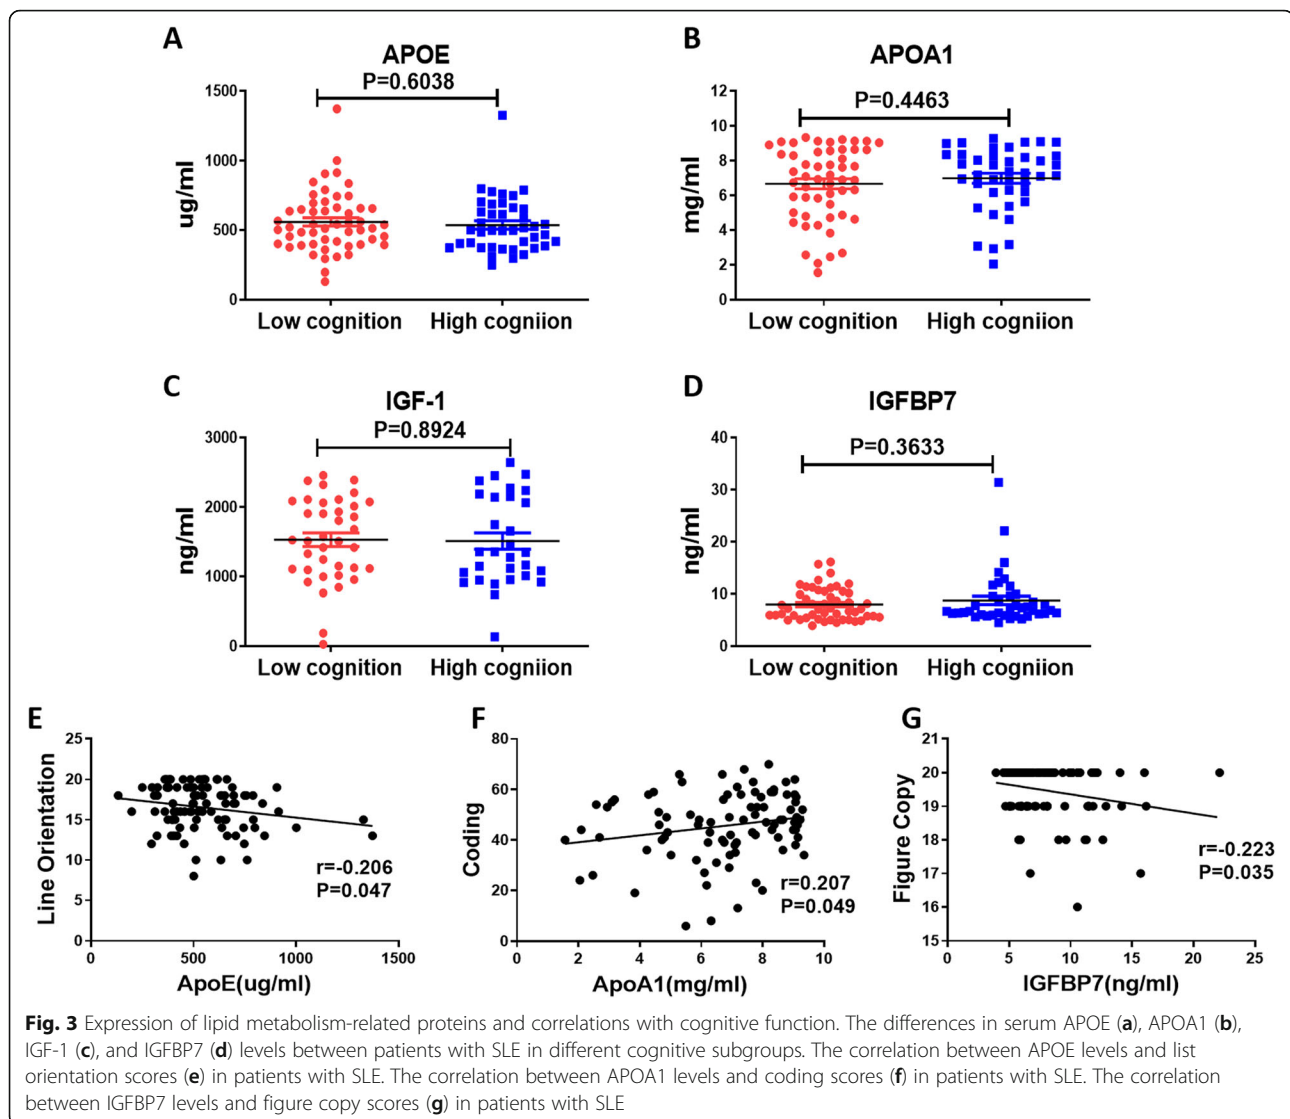 A
APOE
P=0.6038
1500
1000
500
0
ug/ml
Low cognition
High cogniion
B
APOA1
P=0.4463
12
10
8
6
4
2
0
mg/ml
Low cognition
High cogniion
C
IGF-1
P=0.8924
3000
2000
1000
0
ng/ml
Low cognition
High cogniion
D
IGFBP7
P=0.3633
40
30
20
10
0
ng/ml
Low cognition
High cogniion
E
25
20
15
10
5
0
Line Orientation
r=-0.206
P=0.047
0 500 1000 1500
ApoE(ug/ml)
F
80
60
40
20
0
Coding
r=0.207
P=0.049
0 2 4 6 8 10
ApoA1(mg/ml)
G
21
20
19
18
17
16
15
Figure Copy
r=-0.223
P=0.035
0 5 10 15 20 25
IGFBP7(ng/ml)
Fig. 3 Expression of lipid metabolism-related proteins and correlations with cognitive function. The differences in serum APOE (a), APOA1 (b),
IGF-1 (c), and IGFBP7 (d) levels between patients with SLE in different cognitive subgroups. The correlation between APOE levels and list
orientation scores (e) in patients with SLE. The correlation between APOA1 levels and coding scores (f) in patients with SLE. The correlation
between IGFBP7 levels and figure copy scores (g) in patients with SLE